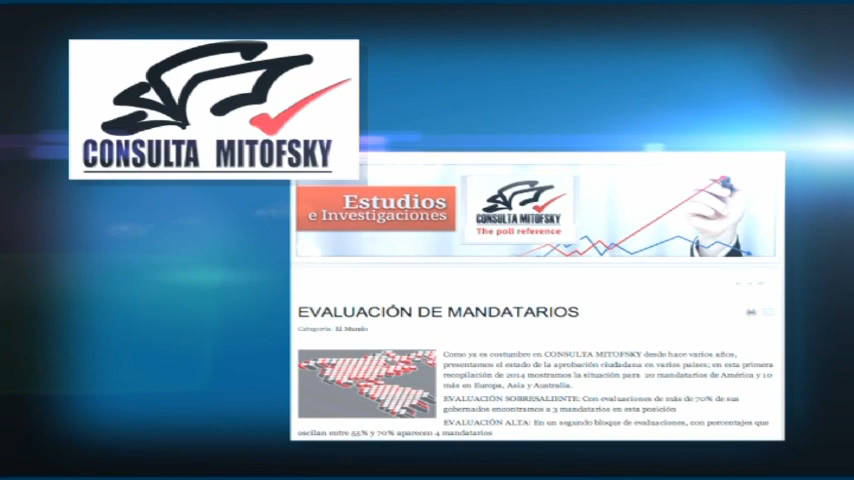 CONSULTA MITOFSKY
Estudios
e Investigaciones
CONSULTA MITOFSKY
The poll reference
EVALUACIÓN DE MANDATARIOS
Categoría: El Mundo
Como ya es costumbre en CONSULTA MITOFSKY desde hace varios años,
presentamos el estado de la aprobación ciudadana en varios países; en esta primera
recopilación de 2014 mostramos la situación para 20 mandatarios de América y 10
más en Europa, Asia y Australia.
EVALUACIÓN SOBRESALIENTE: Con evaluaciones de más de 70% de sus
gobernados encontramos a 3 mandatarios en esta posición
EVALUACIÓN ALTA: En un segundo bloque de evaluaciones, con porcentajes que
oscilan entre 55% y 70% aparecen 4 mandatarios